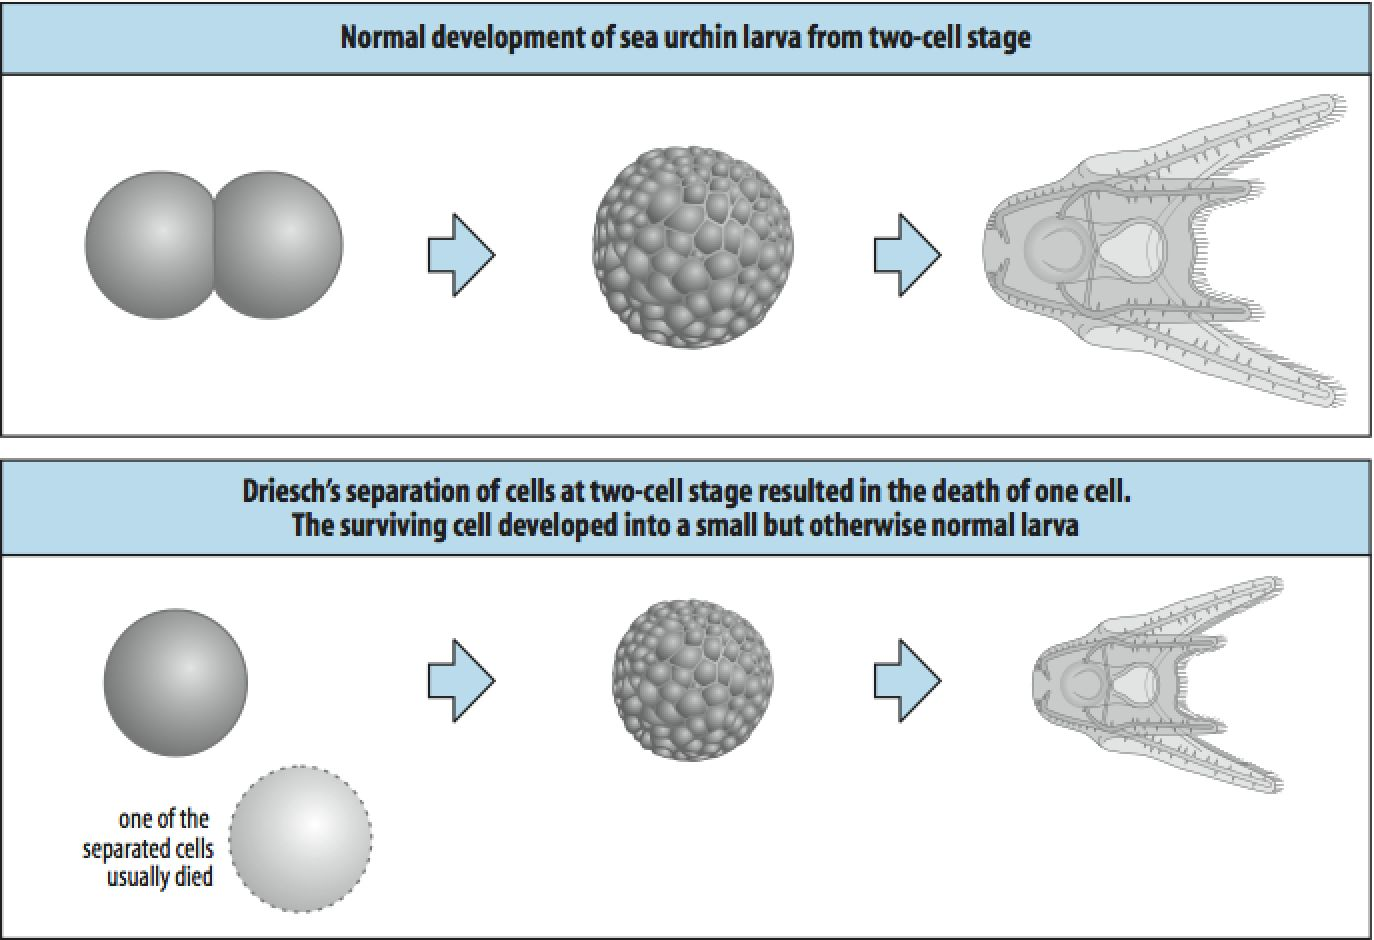 Normal development of sea urchin larva from two-cell stage
Driesch's separation of cells at two-cell stage resulted in the death of one cell.
The surviving cell developed into a small but otherwise normal larva
one of the
separated cells
usually died